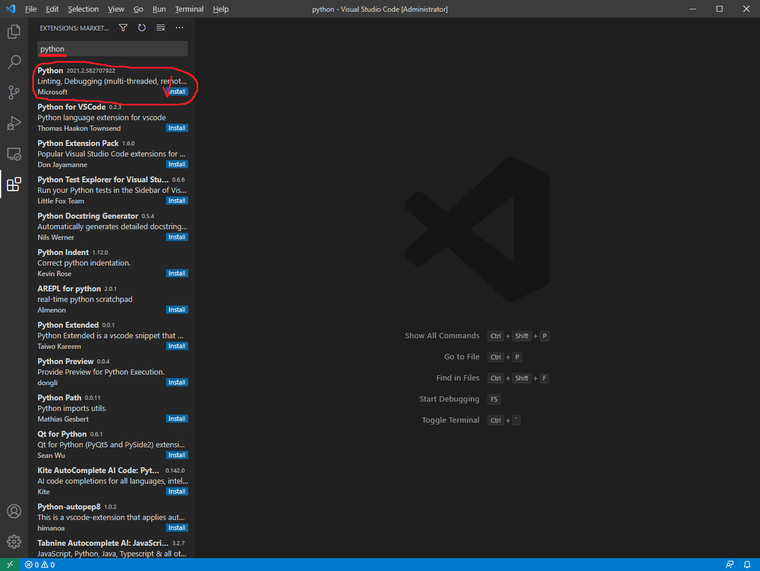 File Edit Selection View Go Run Terminal Help
python - Visual Studio Code [Administrator]
EXTENSIONS: MARKET...
python
Python 2021.2.582707922
Linting, Debugging (multi-threaded, remot...
Microsoft Install
Python for VSCode 0.2.3
Python language extension for vscode
Thomas Haakon Townsend Install
Python Extension Pack 1.6.0
Popular Visual Studio Code extensions for ...
Don Jayamanne Install
Python Test Explorer for Visual Stu... 0.6.6
Run your Python tests in the Sidebar of Vis...
Little Fox Team Install
Python Docstring Generator 0.5.4
Automatically generates detailed docstring...
Nils Werner Install
Python Indent 1.12.0
Correct python indentation.
Kevin Rose Install
AREPL for python 2.0.1
real-time python scratchpad
Almenon Install
Python Extended 0.0.1
Python Extended is a vscode snippet that ...
Taiwo Kareem Install
Python Preview 0.0.4
Provide Preview for Python Execution.
dongli Install
Python Path 0.0.11
Python imports utils.
Mathias Gesbert Install
Qt for Python 0.6.1
Qt for Python (PyQt5 and PySide2) extensi...
Sean Wu Install
Kite AutoComplete AI Code: Pyt... 0.142.0
AI code completions for all languages, intel...
Kite Install
Python-autopep8 1.0.2
This is a vscode-extension that applies aut...
himanoa Install
Tabnine Autocomplete AI: JavaScri... 3.2.7
JavaScript, Python, Java, Typescript & all ot...
Show All Commands Ctrl + Shift + P
Go to File Ctrl + P
Find in Files Ctrl + Shift + F
Start Debugging F5
Toggle Terminal Ctrl + `
0 0